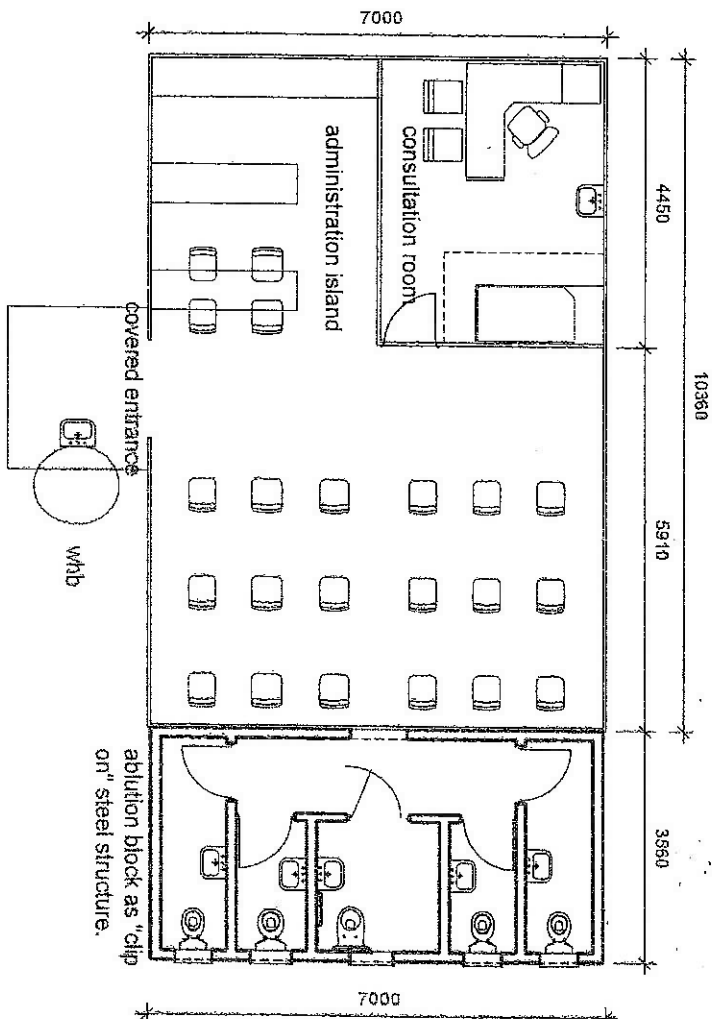 7000
4450
10360
5910
3860
consultation room
administration island
covered entrance
whb
ablution block as "clip
on" steel structure.
7000